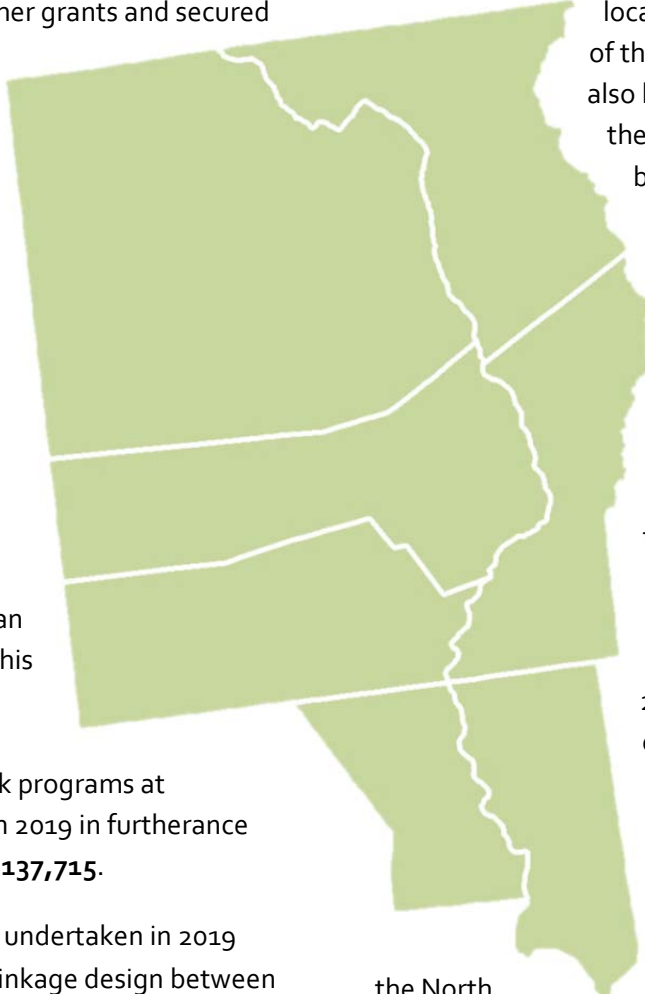 grants and secured
loca
of th
also
the
b
an
his
k programs at
2019 in furtherance
137,715.
undertaken in 2019
inkage design between
the North